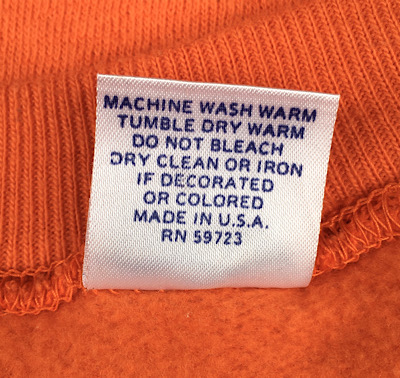 MACHINE WASH WARM
TUMBLE DRY WARM
DO NOT BLEACH
DRY CLEAN OR IRON
IF DECORATED
OR COLORED
MADE IN U.S.A.
RN 59723